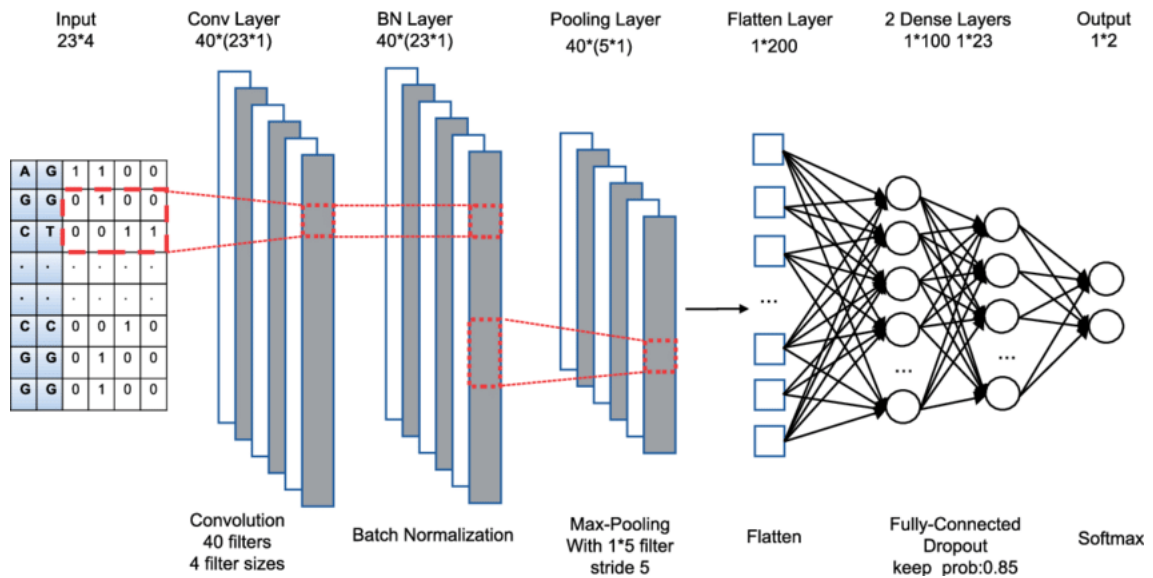 Input
23*4
Conv Layer
40*(23*1)
BN Layer
40*(23*1)
Pooling Layer
40*(5*1)
Flatten Layer
1*200
2 Dense Layers
1*100 1*23
Output
1*2
A G 1 1 0 0
G G 0 1 0 0
C T 0 0 1 1
. . . . . .
. . . . . .
C C 0 0 1 0
G G 0 1 0 0
G G 0 1 0 0
...
...
...
Convolution
40 filters
4 filter sizes
Batch Normalization
Max-Pooling
With 1*5 filter
stride 5
Flatten
Fully-Connected
Dropout
keep_prob:0.85
Softmax